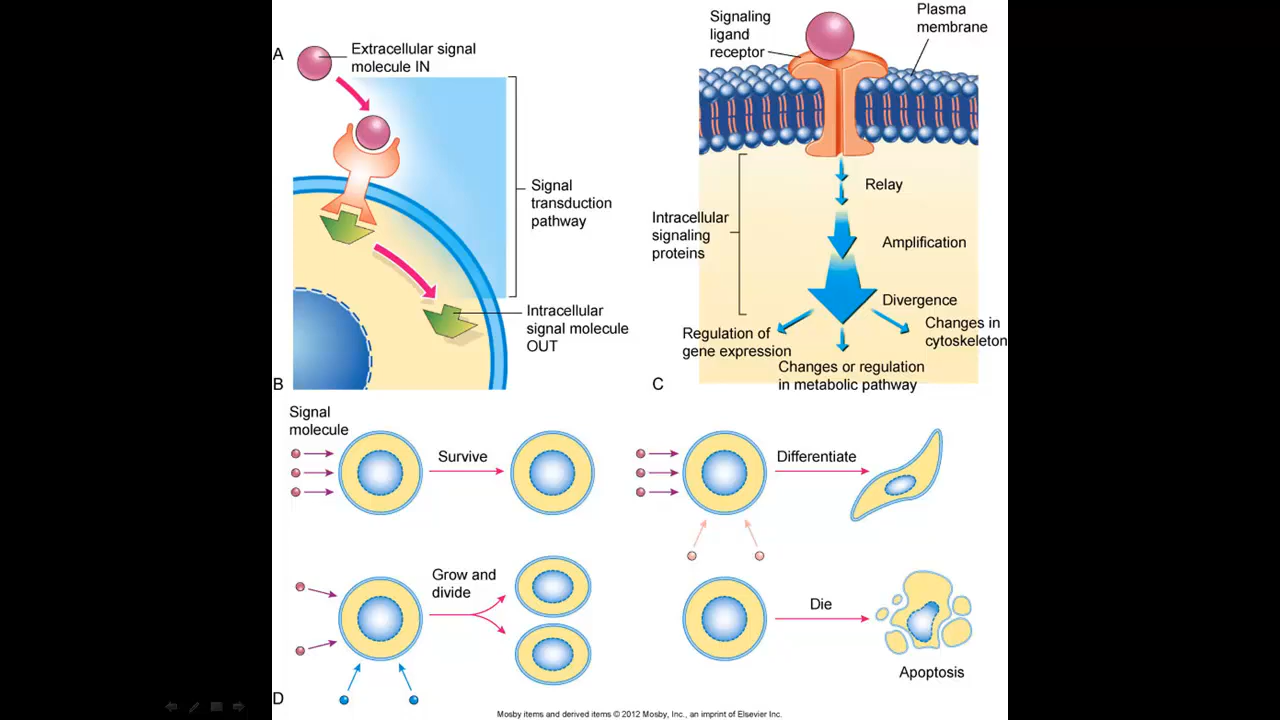 A
Extracellular signal
molecule IN
Signal
transduction
pathway
Intracellular
signal molecule
OUT
B
Signaling
ligand
receptor
Plasma
membrane
Relay
Intracellular
signaling
proteins
Amplification
Divergence
Regulation of
gene expression
Changes in
cytoskeleton
Changes or regulation
in metabolic pathway
C
Signal
molecule
Survive
Differentiate
Grow and
divide
Die
Apoptosis
D
Mosby items and derived items © 2012 Mosby, Inc., an imprint of Elsevier Inc.